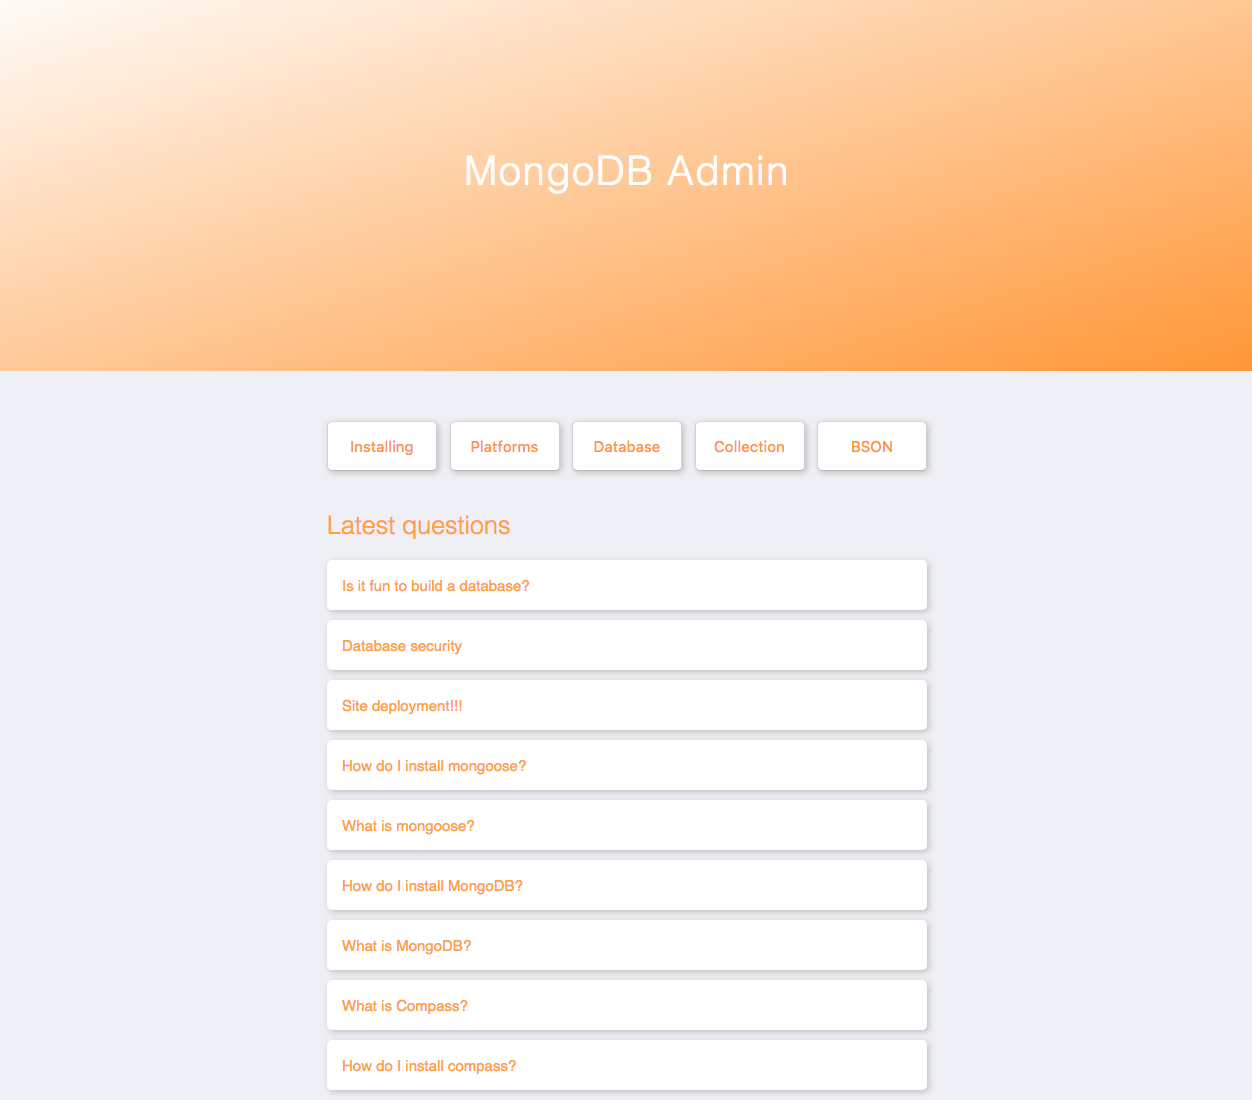 MongoDB Admin
Installing Platforms Database Collection BSON
Latest questions
Is it fun to build a database?
Database security
Site deployment!!!
How do I install mongoose?
What is mongoose?
How do I install MongoDB?
What is MongoDB?
What is Compass?
How do I install compass?